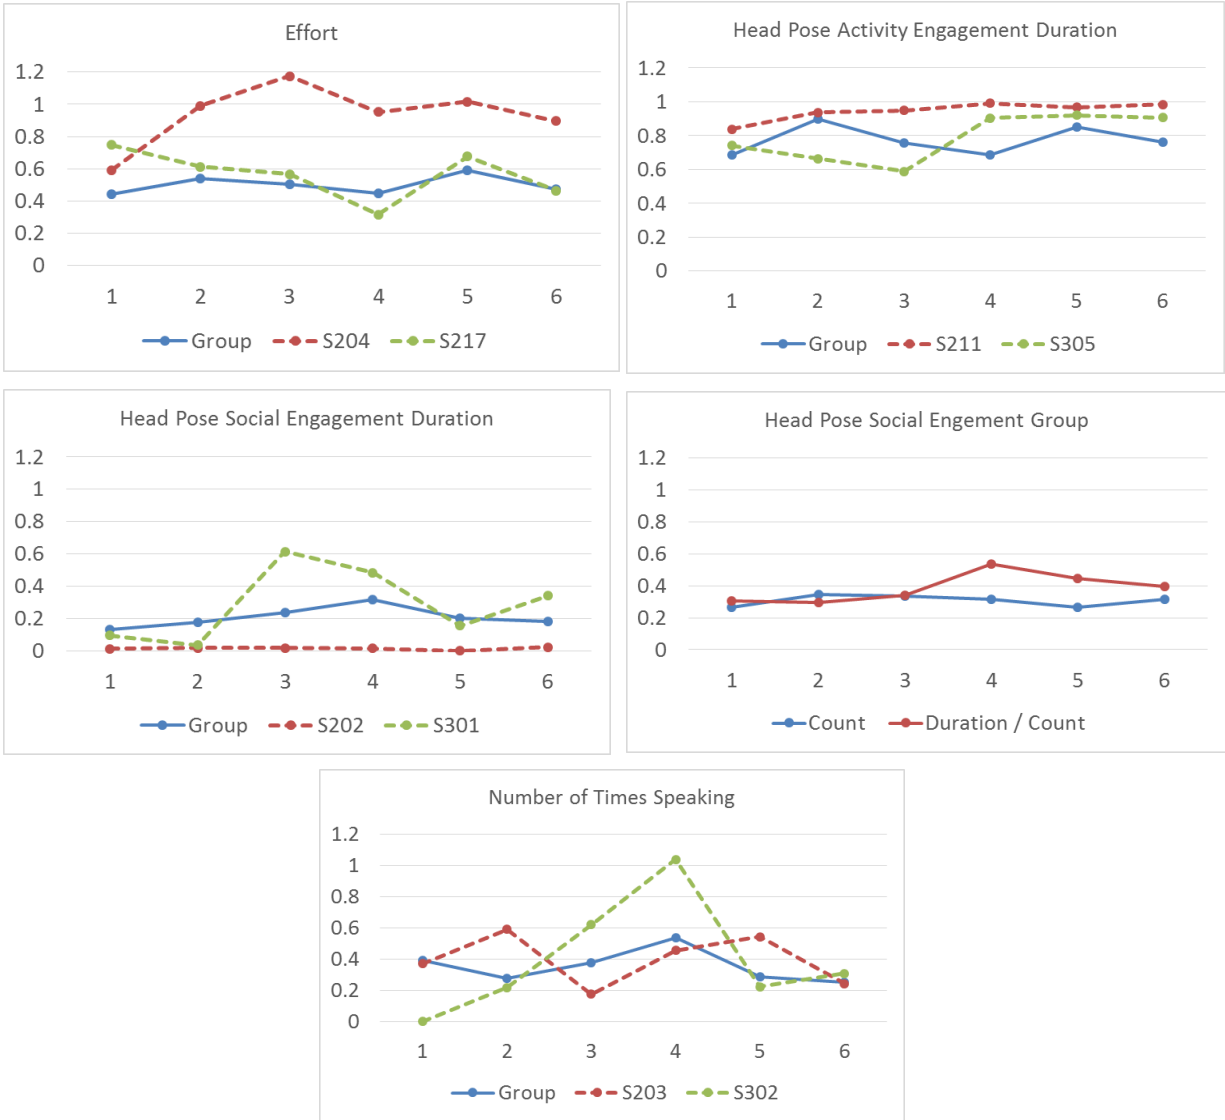 Effort
1.2
1
0.8
0.6
0.4
0.2
0
1 2 3 4 5 6
Group S204 S217
Head Pose Activity Engagement Duration
1.2
1
0.8
0.6
0.4
0.2
0
1 2 3 4 5 6
Group S211 S305
Head Pose Social Engagement Duration
1.2
1
0.8
0.6
0.4
0.2
0
1 2 3 4 5 6
Group S202 S301
Head Pose Social Engement Group
1.2
1
0.8
0.6
0.4
0.2
0
1 2 3 4 5 6
Count Duration / Count
Number of Times Speaking
1.2
1
0.8
0.6
0.4
0.2
0
1 2 3 4 5 6
Group S203 S302